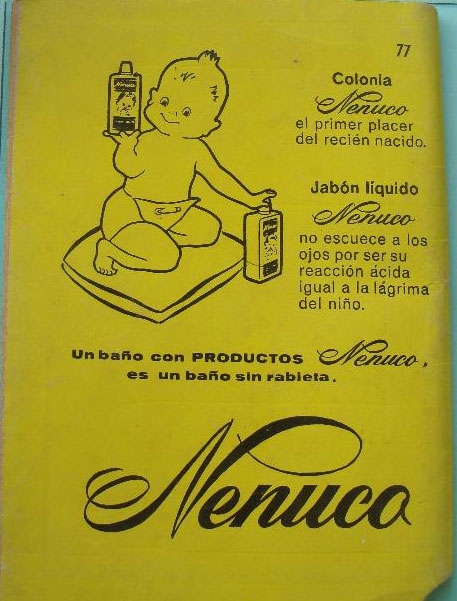 77
Colonia
Nenuco
el primer placer
del recién nacido.
Jabón líquido
Nenuco
no escuece a los
ojos por ser su
reacción ácida
igual a la lágrima
del niño.
Un baño con PRODUCTOS Nenuco,
es un baño sin rabieta.
Nenuco